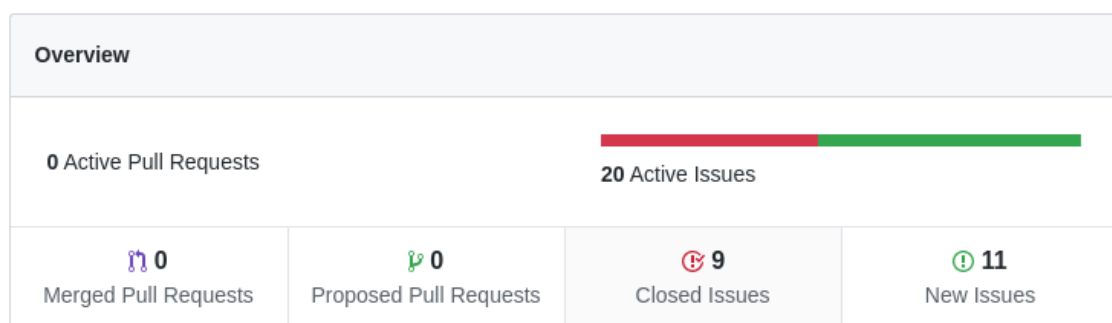 Overview
0 Active Pull Requests
20 Active Issues
0
Merged Pull Requests
0
Proposed Pull Requests
9
Closed Issues
11
New Issues